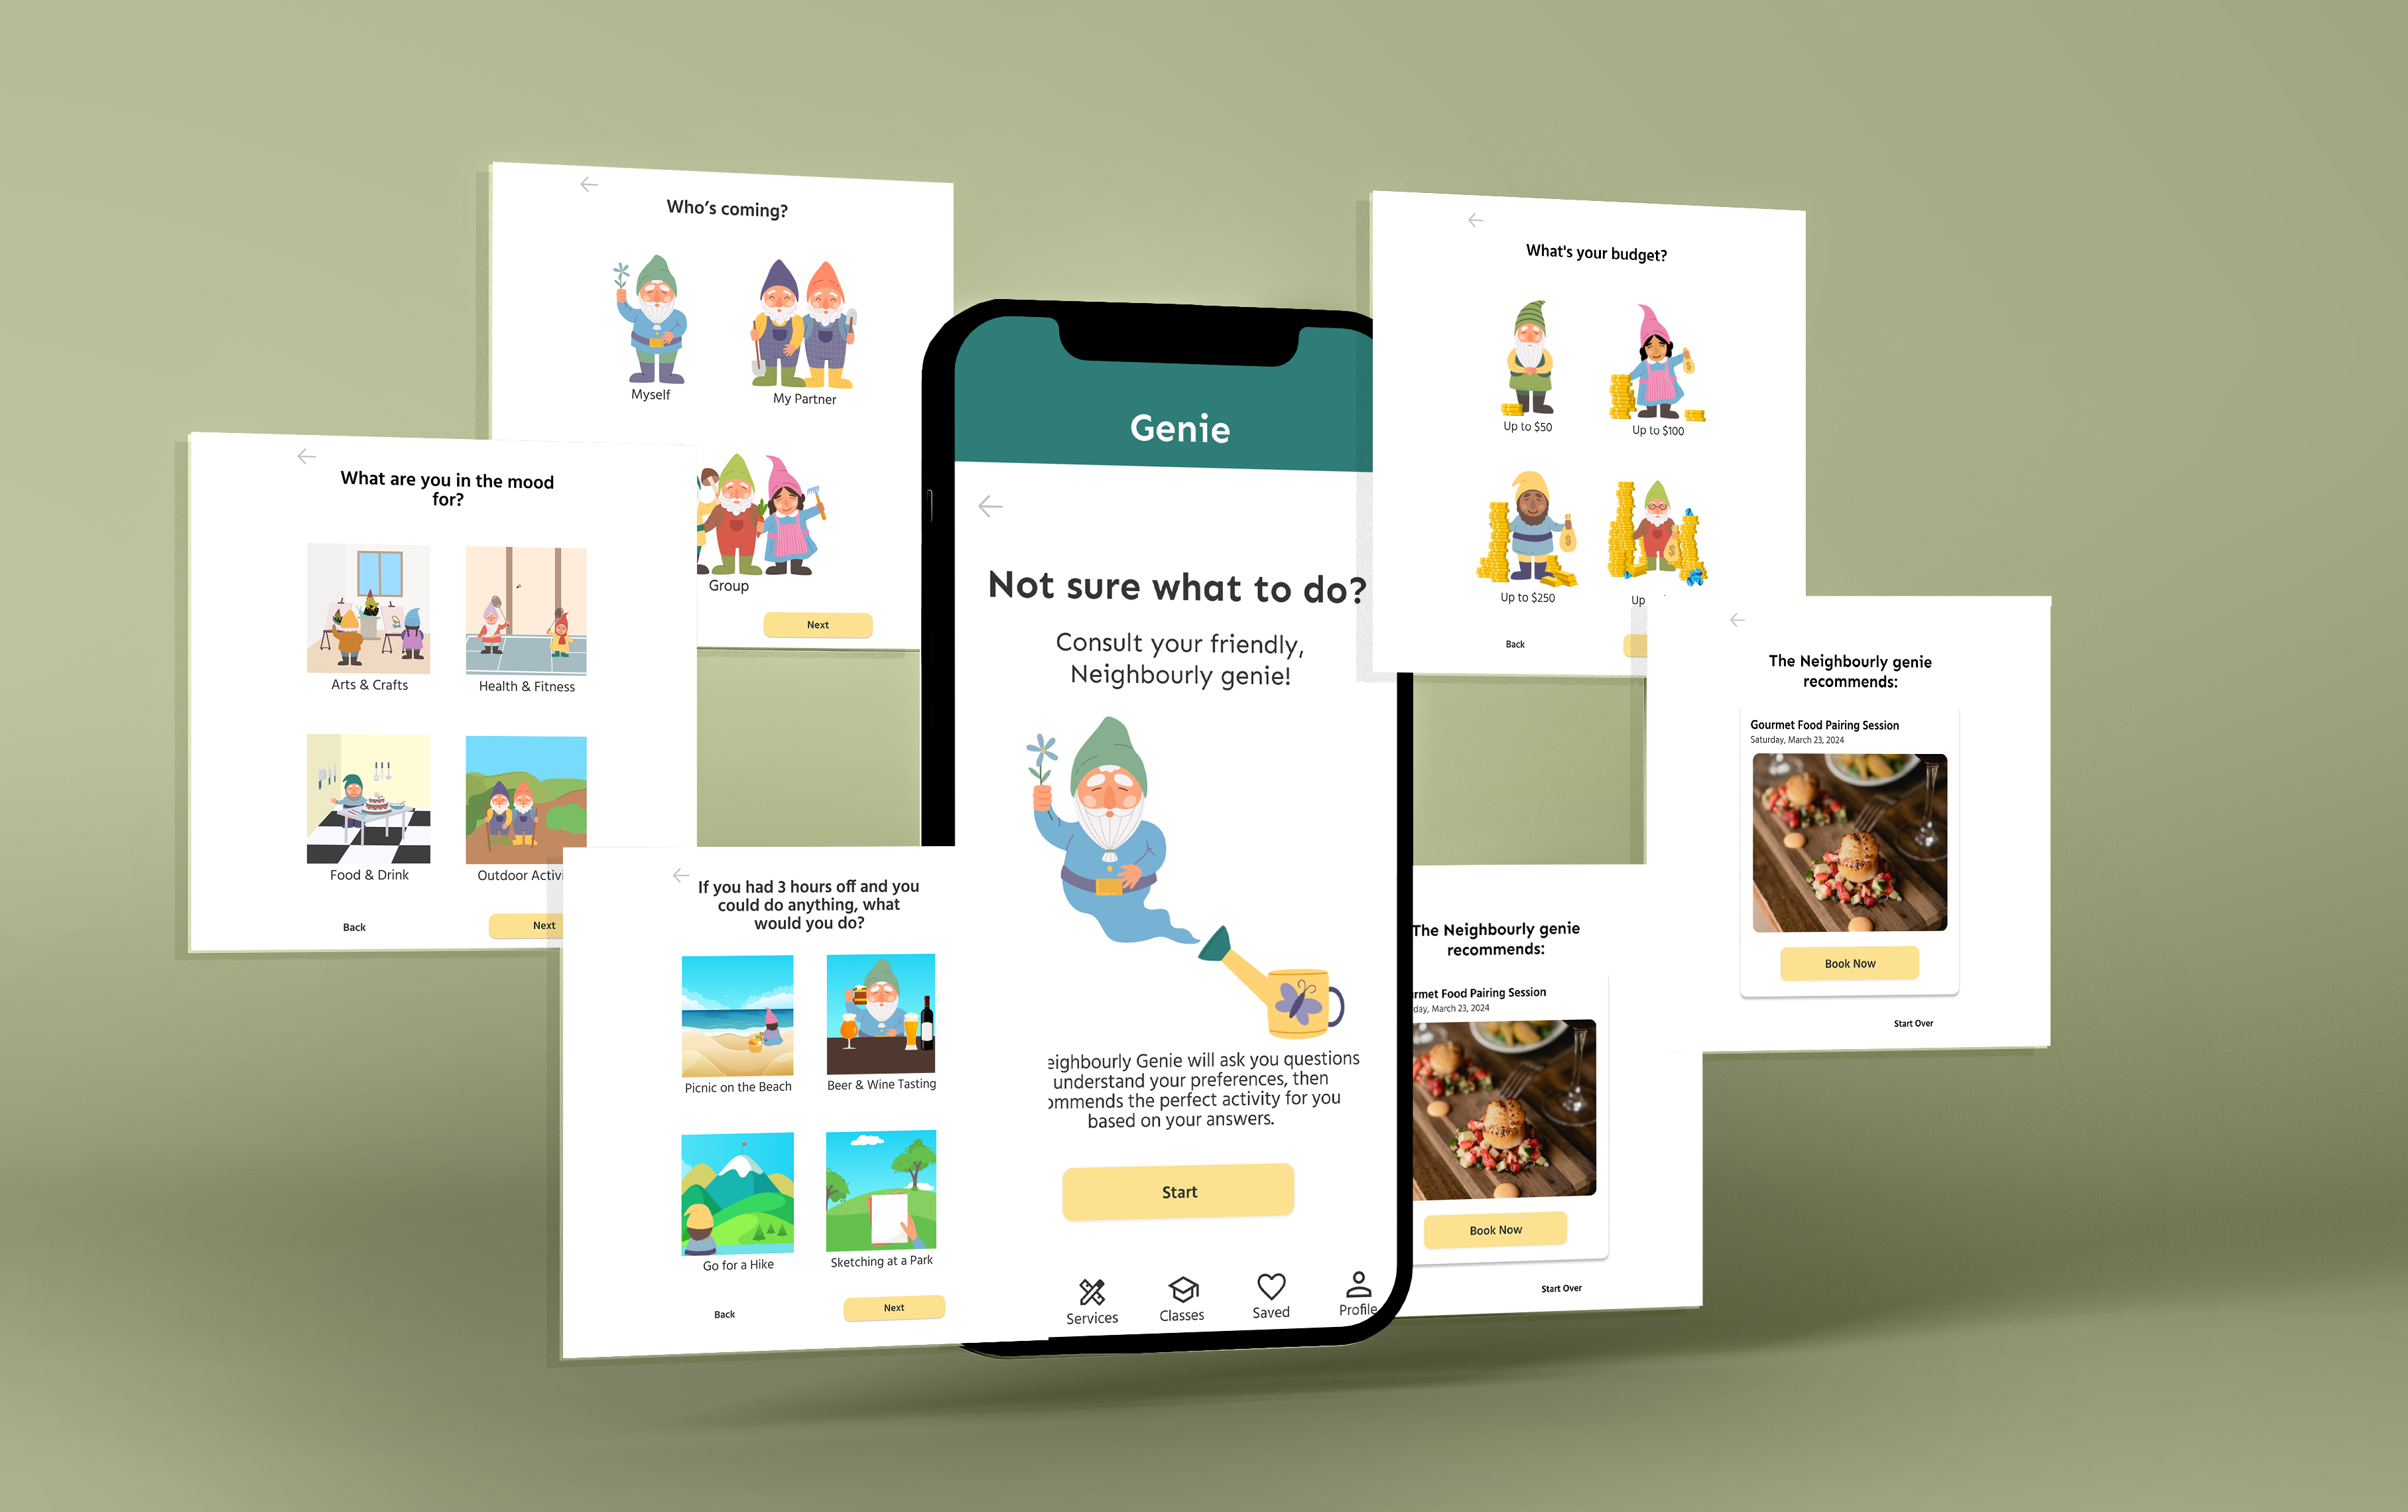 Who's coming?
Myself
My Partner
Group
Next
What are you in the mood
for?
Arts & Crafts
Health & Fitness
Food & Drink
Outdoor Activi
Back
Next
If you had 3 hours off and you
could do anything, what
would you do?
Picnic on the Beach
Beer & Wine Tasting
Go for a Hike
Sketching at a Park
Back
Next
Genie
Not sure what to do?
Consult your friendly,
Neighbourly genie!
eighbourly Genie will ask you questions
understand your preferences, then
ommends the perfect activity for you
based on your answers.
Start
Services
Classes
Saved
Profile
What's your budget?
Up to $50
Up to $100
$
Up to $250
$
Up
$
Back
The Neighbourly genie
recommends:
rmet Food Pairing Session
day, March 23, 2024
Book Now
Start Over
The Neighbourly genie
recommends:
Gourmet Food Pairing Session
Saturday, March 23, 2024
Book Now
Start Over